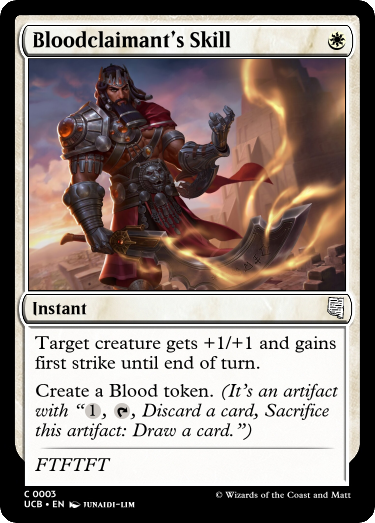 Bloodclaimant's Skill
Instant
Target creature gets +1/+1 and gains
first strike until end of turn.
Create a Blood token. (It's an artifact
with “1, , Discard a card, Sacrifice
this artifact: Draw a card.”)
FTFTFT
C 0003
UCB • EN JUNAIDI-LIM
© Wizards of the Coast and Matt